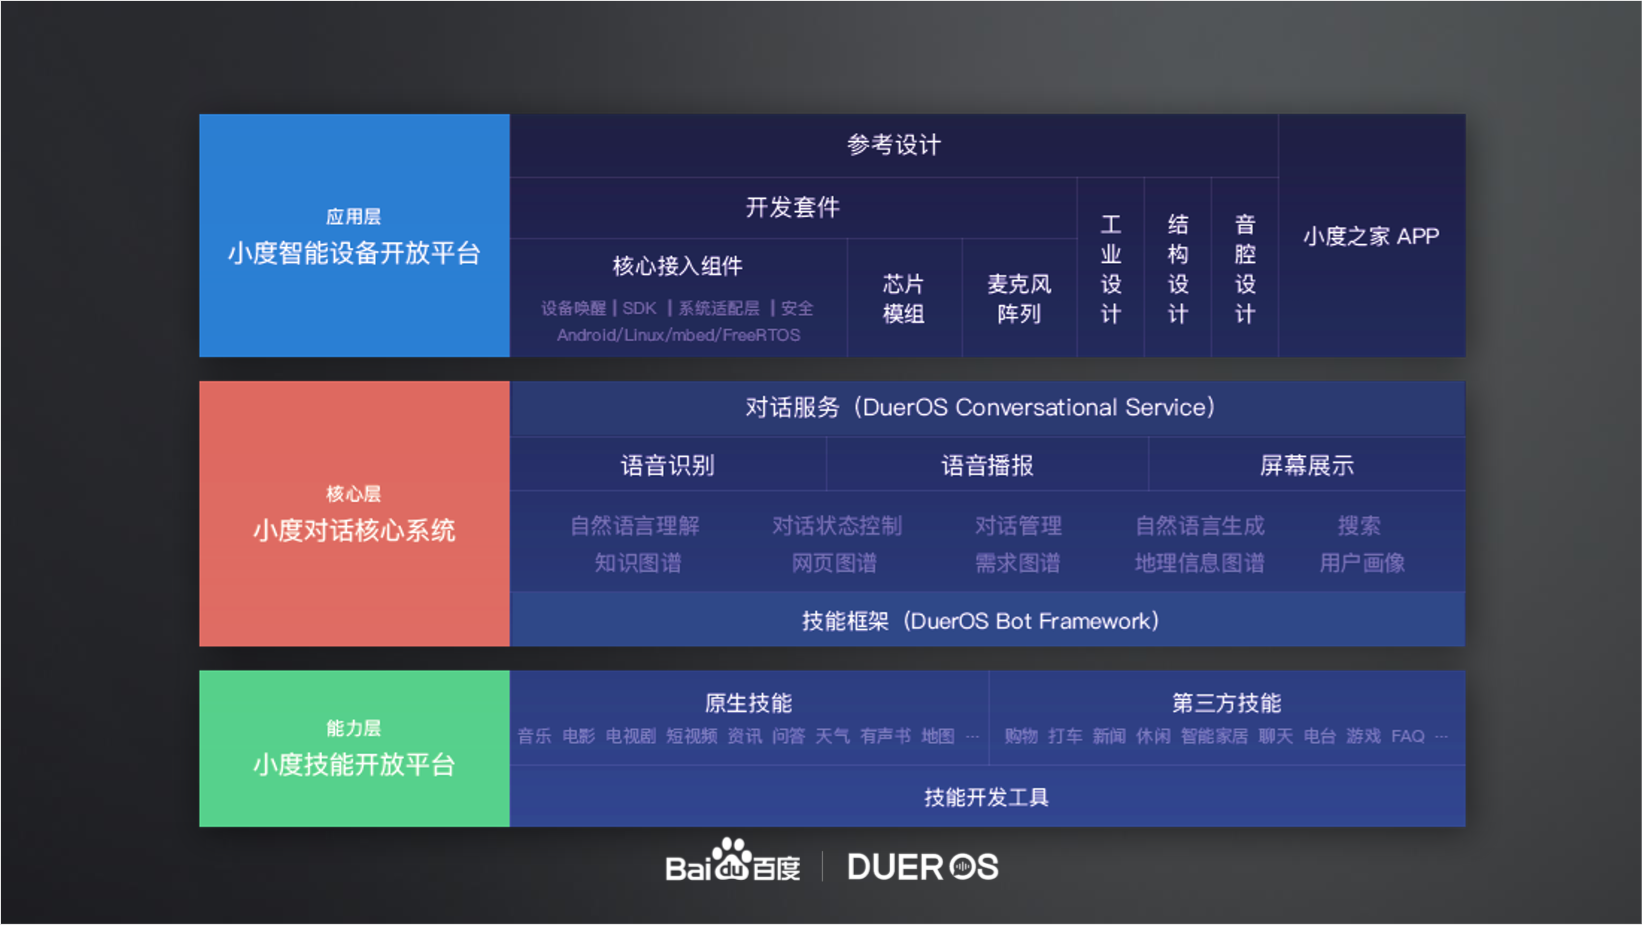 应用层
小度智能设备开放平台
参考设计
开发套件
核心接入组件
设备唤醒 | SDK | 系统适配层 | 安全
Android/Linux/mbed/FreeRTOS
芯片
模组
麦克风
阵列
工业设计
结构设计
音腔设计
小度之家 APP
核心层
小度对话核心系统
对话服务（DuerOS Conversational Service）
语音识别 语音播报 屏幕展示
自然语言理解 对话状态控制 对话管理 自然语言生成 搜索
知识图谱 网页图谱 需求图谱 地理信息图谱 用户画像
技能框架（DuerOS Bot Framework）
能力层
小度技能开放平台
原生技能
音乐 电影 电视剧 短视频 资讯 问答 天气 有声书 地图 ···
第三方技能
购物 打车 新闻 休闲 智能家居 聊天 电台 游戏 FAQ ···
技能开发工具
Bai du 百度 | DUER OS